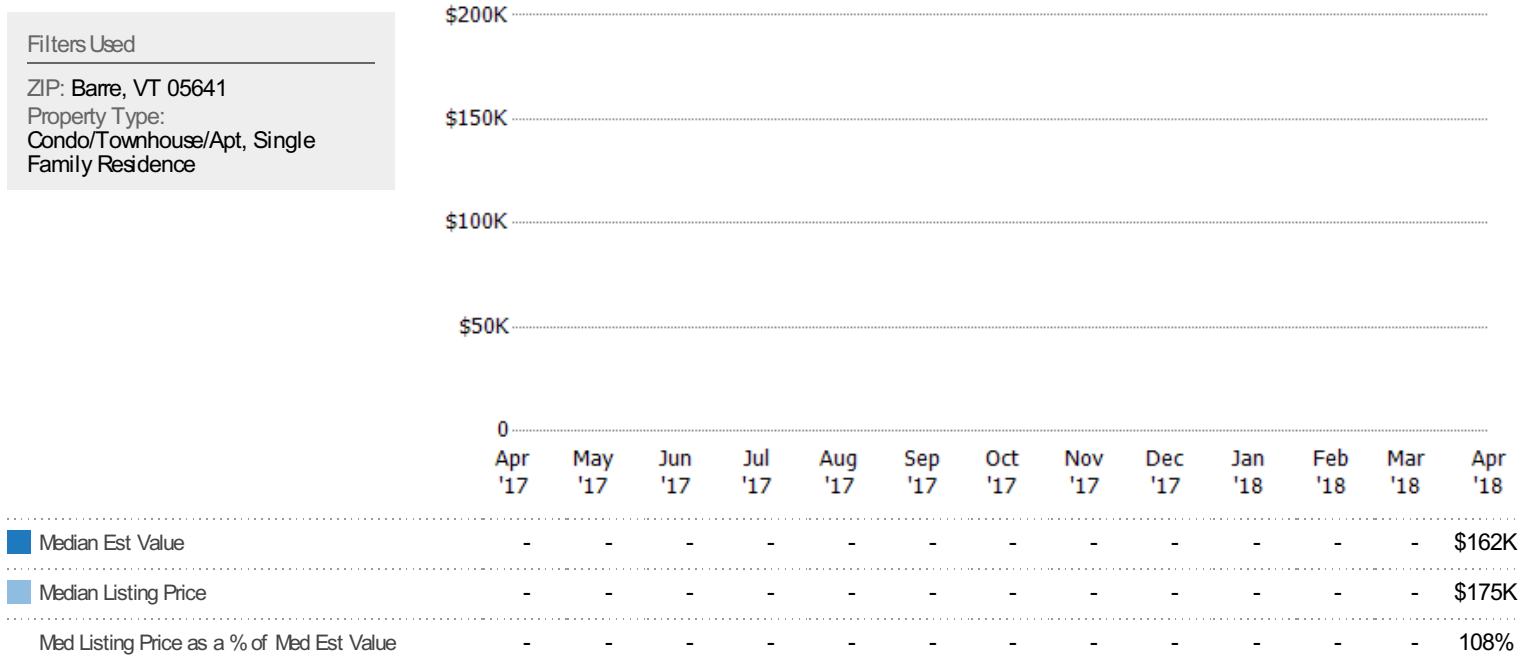 Filters Used
ZIP: Barre, VT 05641
Property Type:
Condo/Townhouse/Apt, Single
Family Residence
$200K
$150K
$100K
$50K
0
Apr May Jun Jul Aug Sep Oct Nov Dec Jan Feb Mar Apr
'17 '17 '17 '17 '17 '17 '17 '17 '17 '18 '18 '18 '18
Median Est Value - - - - - - - - - - - - $162K
Median Listing Price - - - - - - - - - - - - $175K
Med Listing Price as a % of Med Est Value - - - - - - - - - - - - 108%